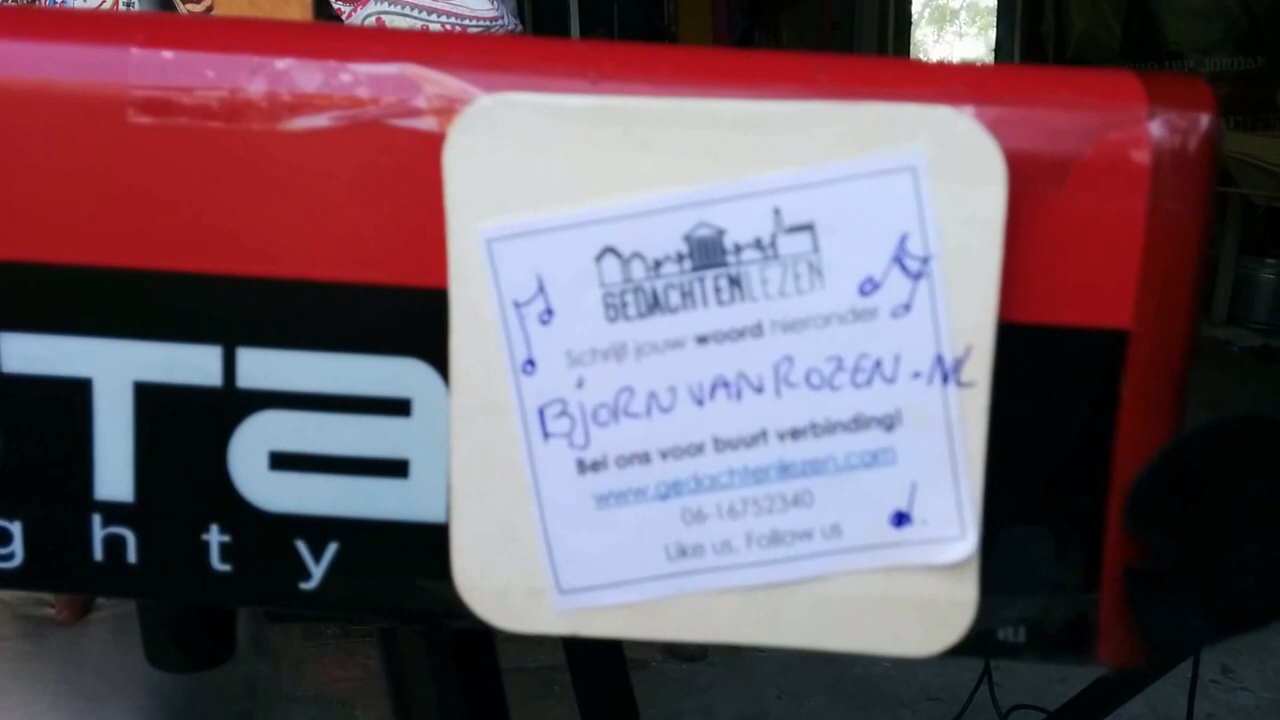 GEDACHTENLEZEN
Schrijf jouw woord hieronder
BjORNVANROZEN.NL
Bel ons voor buurt verbinding!
www.gedachtenlezen.com
06-16752340
Like us. Follow us
Ta
ghty